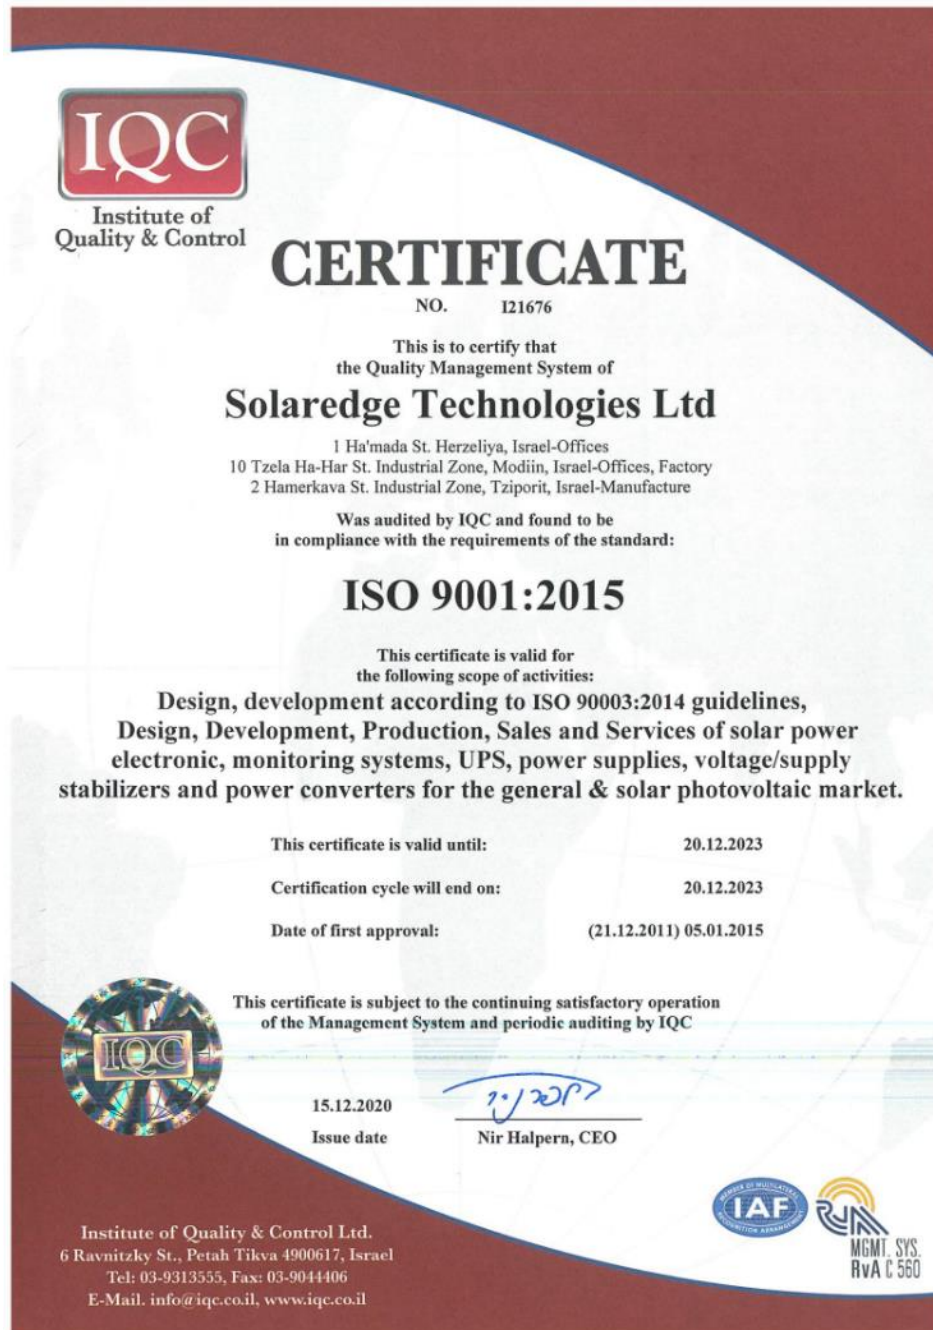 IQC
Institute of
Quality & Control
CERTIFICATE
NO. I21676
This is to certify that
the Quality Management System of
Solaredge Technologies Ltd
1 Ha'mada St. Herzeliya, Israel-Offices
10 Tzela Ha-Har St. Industrial Zone, Modiin, Israel-Offices, Factory
2 Hamerkava St. Industrial Zone, Tziporit, Israel-Manufacture
Was audited by IQC and found to be
in compliance with the requirements of the standard:
ISO 9001:2015
This certificate is valid for
the following scope of activities:
Design, development according to ISO 90003:2014 guidelines,
Design, Development, Production, Sales and Services of solar power
electronic, monitoring systems, UPS, power supplies, voltage/supply
stabilizers and power converters for the general & solar photovoltaic market.
This certificate is valid until: 20.12.2023
Certification cycle will end on: 20.12.2023
Date of first approval: (21.12.2011) 05.01.2015
This certificate is subject to the continuing satisfactory operation
of the Management System and periodic auditing by IQC
IQC
15.12.2020
Issue date
Nir Halpern, CEO
MEMBER OF MULTILATERAL
IAF
RECOGNITION ARRANGEMENT
RvA
MGMT. SYS.
RvA C 560
Institute of Quality & Control Ltd.
6 Ravnitzky St., Petah Tikva 4900617, Israel
Tel: 03-9313555, Fax: 03-9044406
E-Mail. info@iqc.co.il, www.iqc.co.il